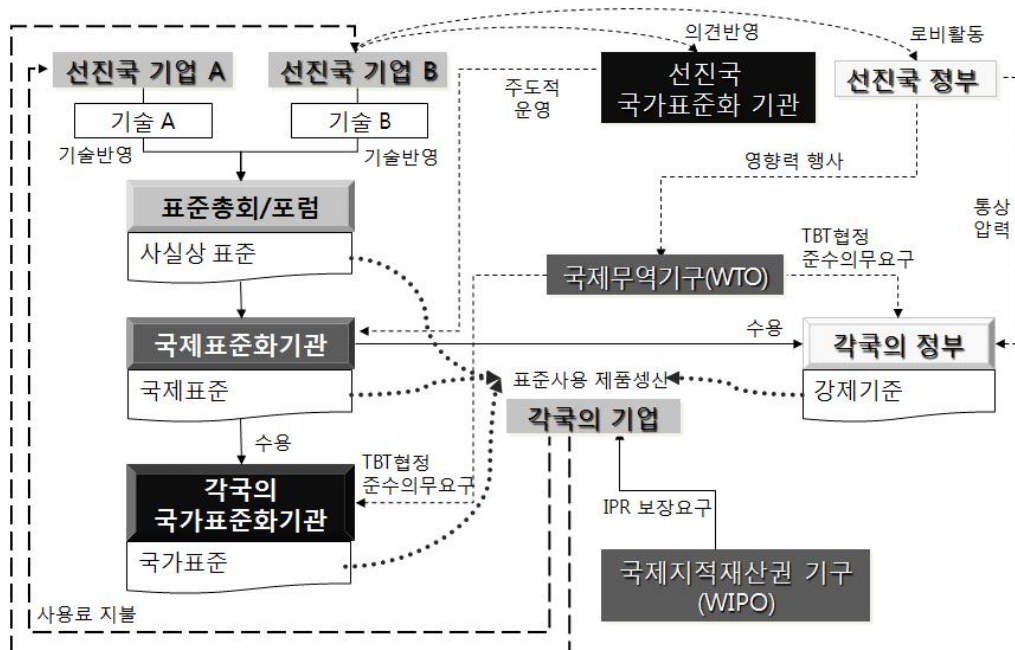 의견반영
로비활동
선진국 기업 A
선진국 기업 B
선진국
국가표준화 기관
선진국 정부
주도적
운영
기술 A
기술 B
기술반영
기술반영
영향력 행사
표준총회/포럼
사실상 표준
통상
압력
TBT협정
준수의무요구
국제무역기구(WTO)
국제표준화기관
수용
각국의 정부
국제표준
표준사용 제품생신
강제기준
각국의 기업
수용
TBT협정
준수의무요구
각국의
국가표준화기관
IPR 보장요구
국가표준
국제지적재산권 기구
(WIPO)
사용료 지불